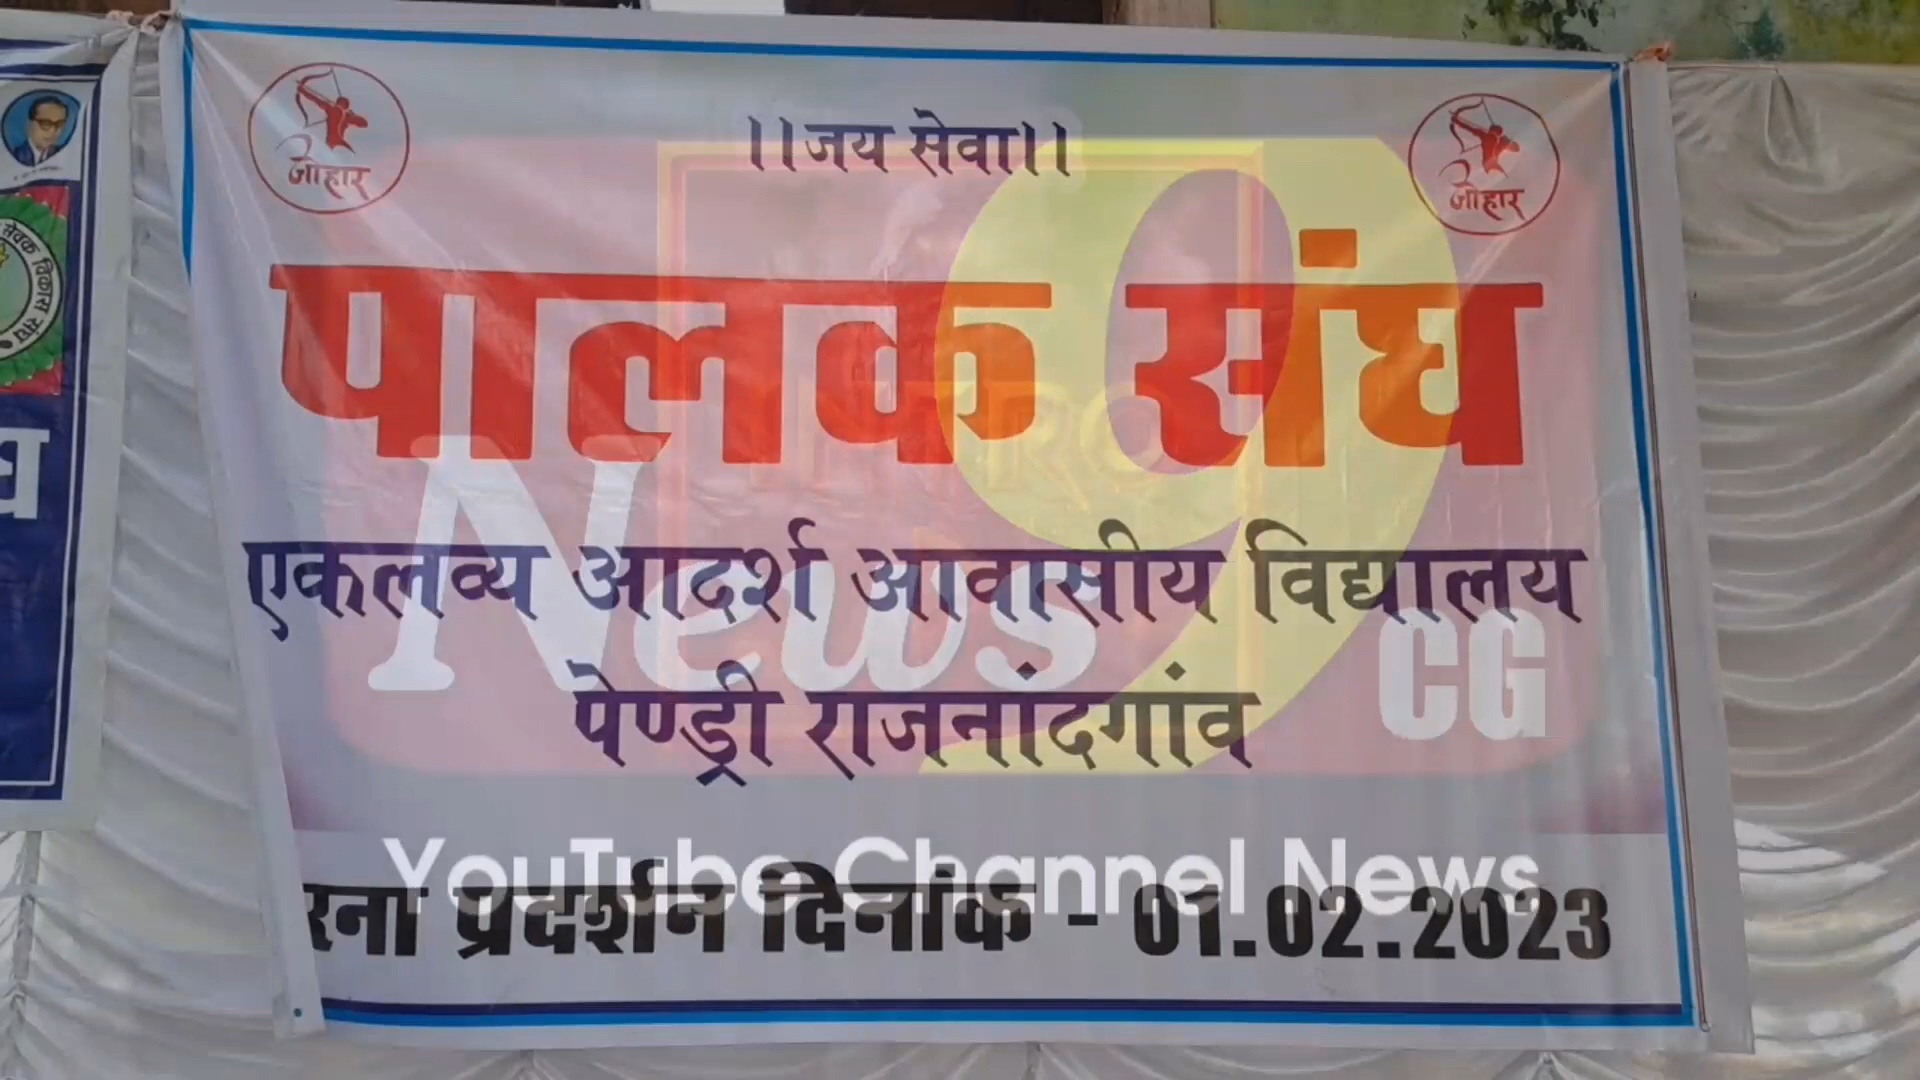 ।।जय सेवा।।
जोहार
जोहार
पालक संघ
एकलव्य आदर्श आवासीय विद्यालय
पेण्ड्री राजनांदगांव
रना प्रदर्शन दिनांक - 01.02.2023
News 9 CG
YouTube Channel News
सेवक विकास संघ
घ